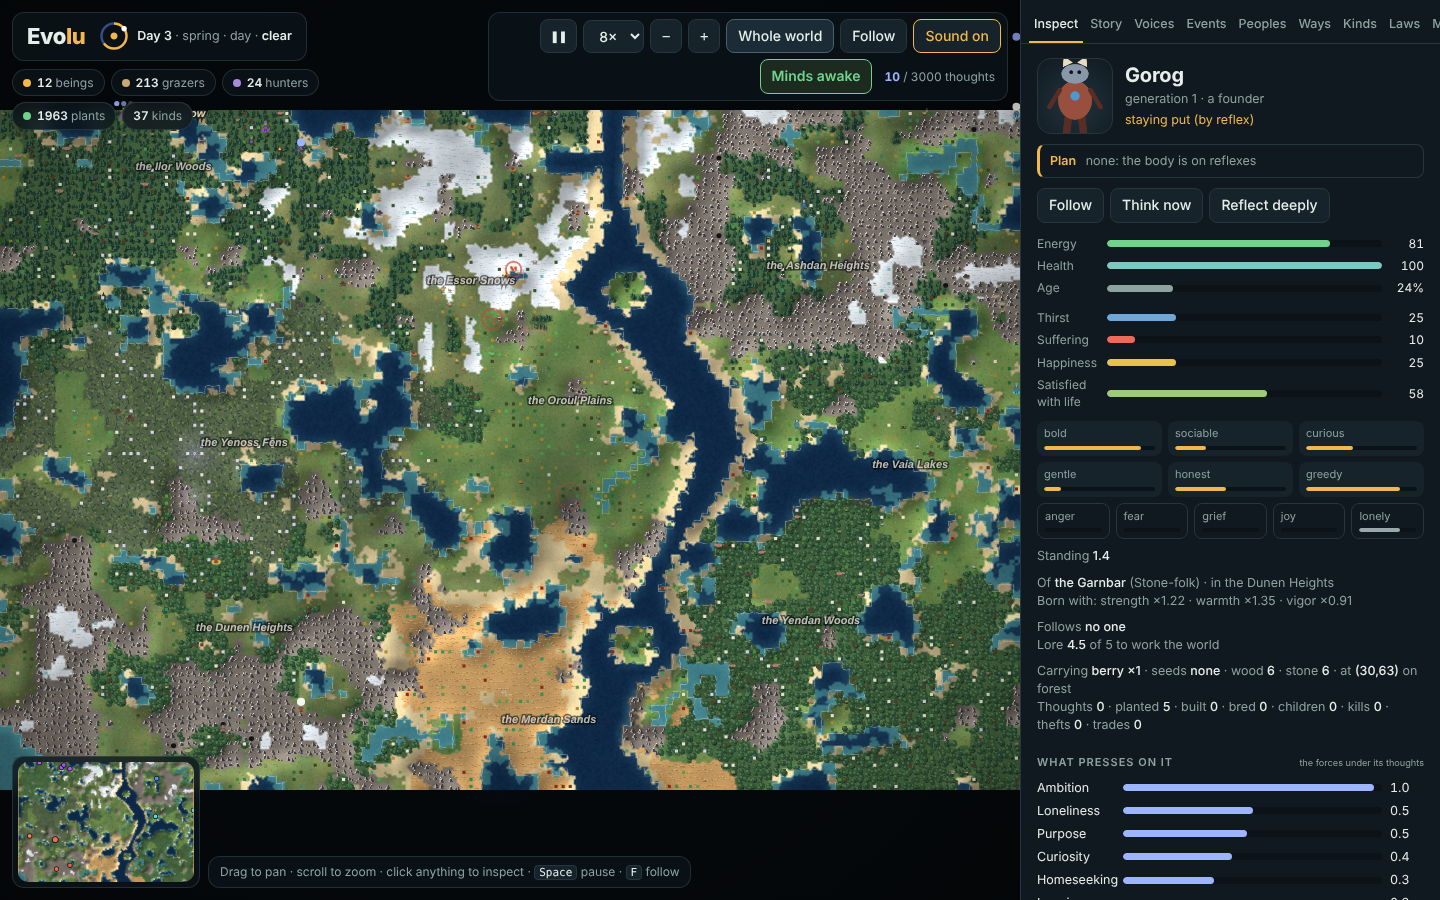 Evolu
Day 3 · spring · day · clear
12 beings
213 grazers
24 hunters
1963 plants
37 kinds
8×
−
+
Whole world
Follow
Sound on
Minds awake
10 / 3000 thoughts
the Ilor Woods
the Essor Snows
the Ashdan Heights
the Oroul Plains
the Yenoss Fens
the Vaia Lakes
the Dunen Heights
the Yendan Woods
the Merdan Sands
Drag to pan · scroll to zoom · click anything to inspect · Space pause · F follow
Inspect Story Voices Events Peoples Ways Kinds Laws M
Gorog
generation 1 · a founder
staying put (by reflex)
Plan none: the body is on reflexes
Follow
Think now
Reflect deeply
Energy 81
Health 100
Age 24%
Thirst 25
Suffering 10
Happiness 25
Satisfied
with life 58
bold sociable curious
gentle honest greedy
anger fear grief joy lonely
Standing 1.4
Of the Garnbar (Stone-folk) · in the Dunen Heights
Born with: strength ×1.22 · warmth ×1.35 · vigor ×0.91
Follows no one
Lore 4.5 of 5 to work the world
Carrying berry ×1 · seeds none · wood 6 · stone 6 · at (30,63) on
forest
Thoughts 0 · planted 5 · built 0 · bred 0 · children 0 · kills 0 ·
thefts 0 · trades 0
WHAT PRESSES ON IT the forces under its thoughts
Ambition 1.0
Loneliness 0.5
Purpose 0.5
Curiosity 0.4
Homeseeking 0.3